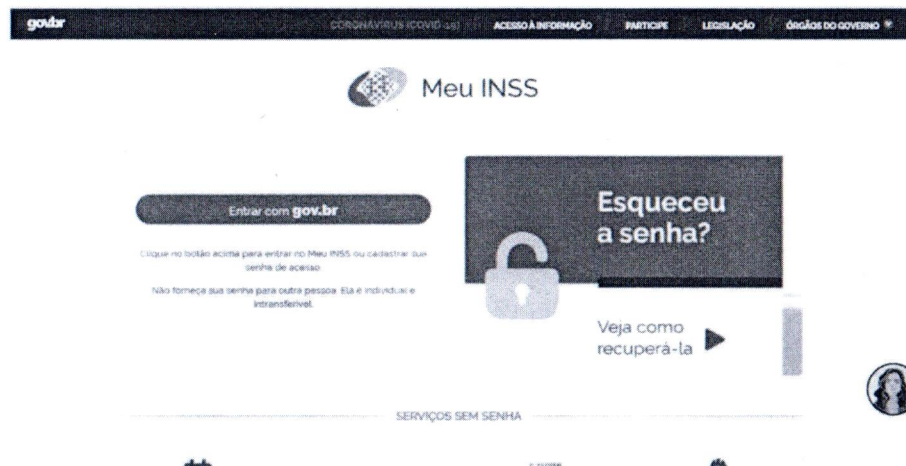 gov.br
CORONAVÍRUS (COVID-19)
ACESSO À INFORMAÇÃO
PARTICIPE
LEGISLAÇÃO
ÓRGÃOS DO GOVERNO
Meu INSS
Entrar com gov.br
Clique no botão acima para entrar no Meu INSS ou cadastrar sua
senha de acesso
Não forneça sua senha para outra pessoa. Ela é individual e
intransferível.
Esqueceu
a senha?
Veja como
recuperá-la
SERVIÇOS SEM SENHA